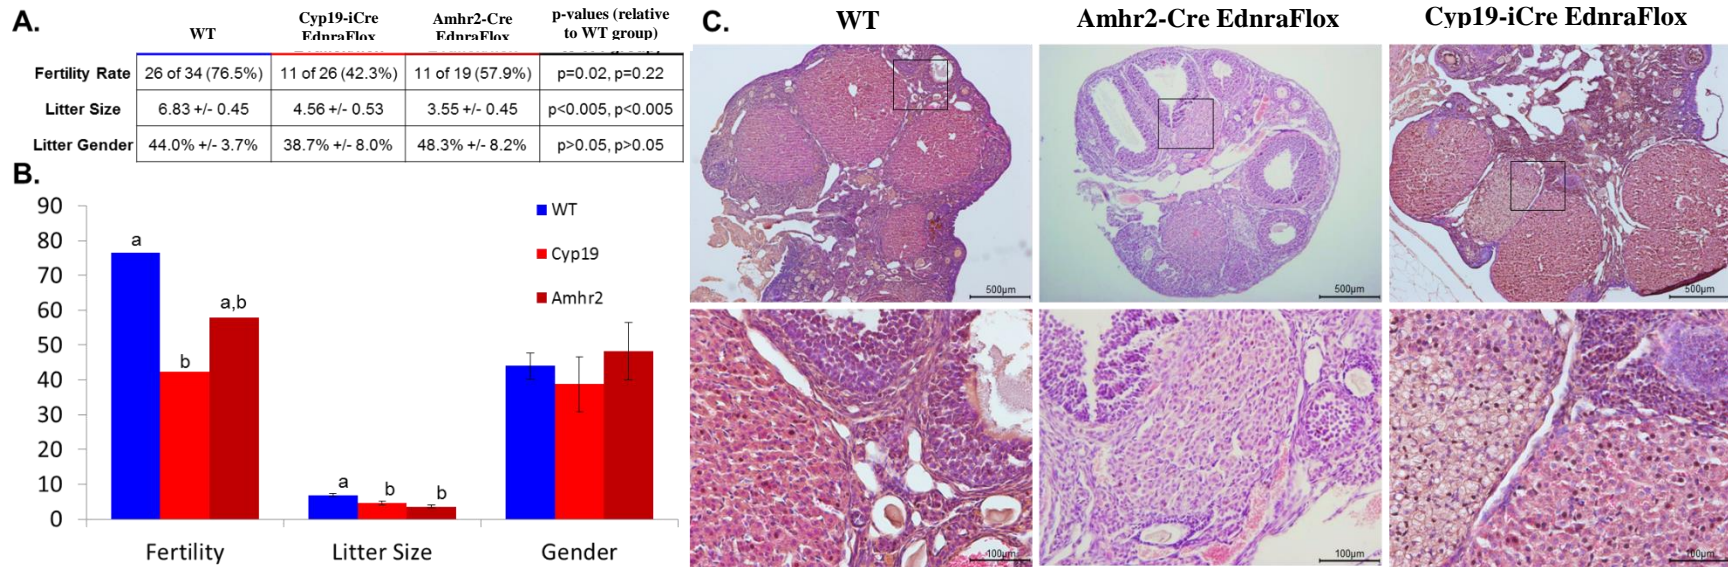 A.
WT
Cyp19-iCre
EdnraFlox
Amhr2-Cre
EdnraFlox
p-values (relative
to WT group)
Fertility Rate 26 of 34 (76.5%) 11 of 26 (42.3%) 11 of 19 (57.9%) p=0.02, p=0.22
Litter Size 6.83 +/- 0.45 4.56 +/- 0.53 3.55 +/- 0.45 p<0.005, p<0.005
Litter Gender 44.0% +/- 3.7% 38.7% +/- 8.0% 48.3% +/- 8.2% p>0.05, p>0.05
B.
90
80
70
60
50
40
30
20
10
0
WT
Cyp19
Amhr2
a
b
a,b
a
b
b
Fertility Litter Size Gender
C.
WT
Amhr2-Cre EdnraFlox
Cyp19-iCre EdnraFlox
500µm
500µm
500µm
100µm
100µm
100µm